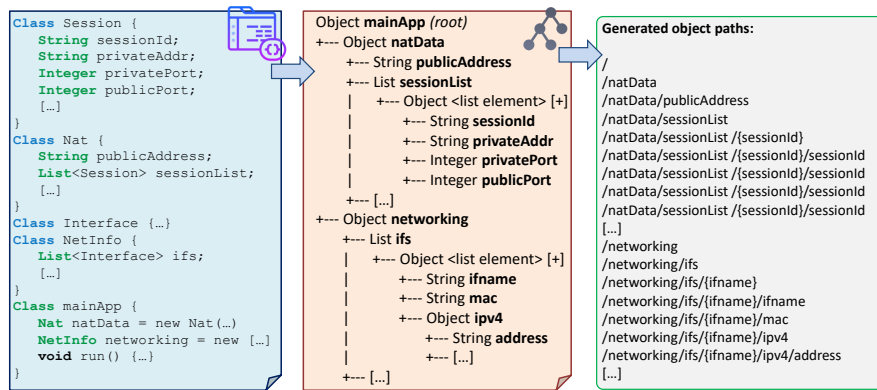 Class Session {
String sessionId;
String privateAddr;
Integer privatePort;
Integer publicPort;
[…]
}
Class Nat {
String publicAddress;
List<Session> sessionList;
[…]
}
Class Interface {…}
Class NetInfo {
List<Interface> ifs;
[…]
}
Class mainApp {
Nat natData = new Nat(…)
NetInfo networking = new […]
void run() {…}
}
Object mainApp (root)
+--- Object natData
+--- String publicAddress
+--- List sessionList
| +--- Object <list element> [+]
| +--- String sessionId
| +--- String privateAddr
| +--- Integer privatePort
| +--- Integer publicPort
+--- […]
+--- Object networking
+--- List ifs
| +--- Object <list element> [+]
| +--- String ifname
| +--- String mac
| +--- Object ipv4
| +--- String address
| +--- […]
+--- […]
Generated object paths:
/
/natData
/natData/publicAddress
/natData/sessionList
/natData/sessionList /{sessionId}
/natData/sessionList /{sessionId}/sessionId
/natData/sessionList /{sessionId}/sessionId
/natData/sessionList /{sessionId}/sessionId
/natData/sessionList /{sessionId}/sessionId
[…]
/networking
/networking/ifs
/networking/ifs/{ifname}
/networking/ifs/{ifname}/ifname
/networking/ifs/{ifname}/mac
/networking/ifs/{ifname}/ipv4
/networking/ifs/{ifname}/ipv4/address
[…]